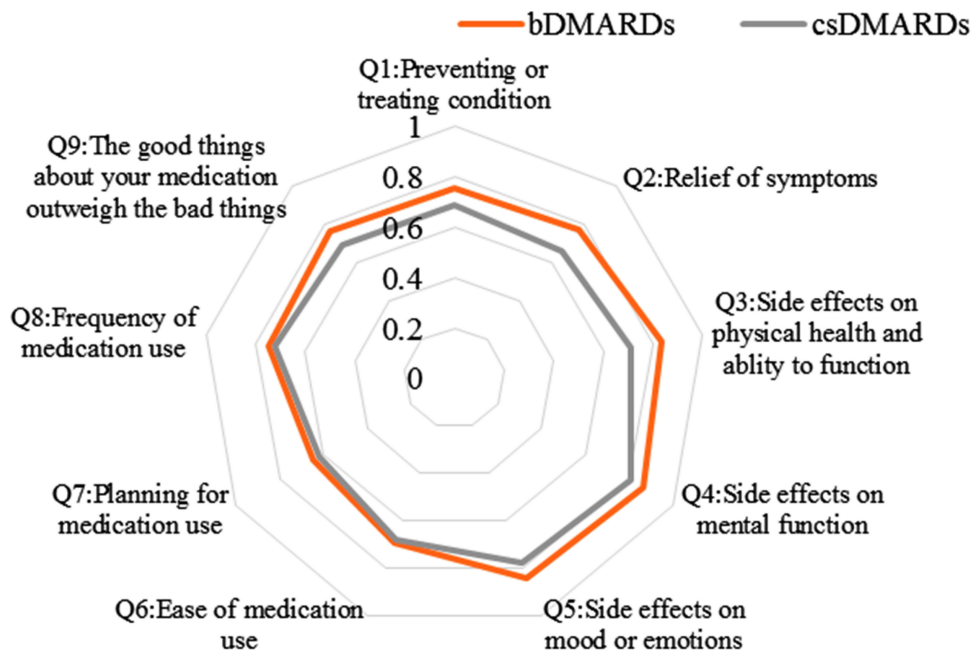 bDMARDs
csDMARDs
Q1:Preventing or
treating condition
Q2:Relief of symptoms
Q3:Side effects on
physical health and
ablity to function
Q4:Side effects on
mental function
Q5:Side effects on
mood or emotions
Q6:Ease of medication
use
Q7:Planning for
medication use
Q8:Frequency of
medication use
Q9:The good things
about your medication
outweigh the bad things
1
0.8
0.6
0.4
0.2
0